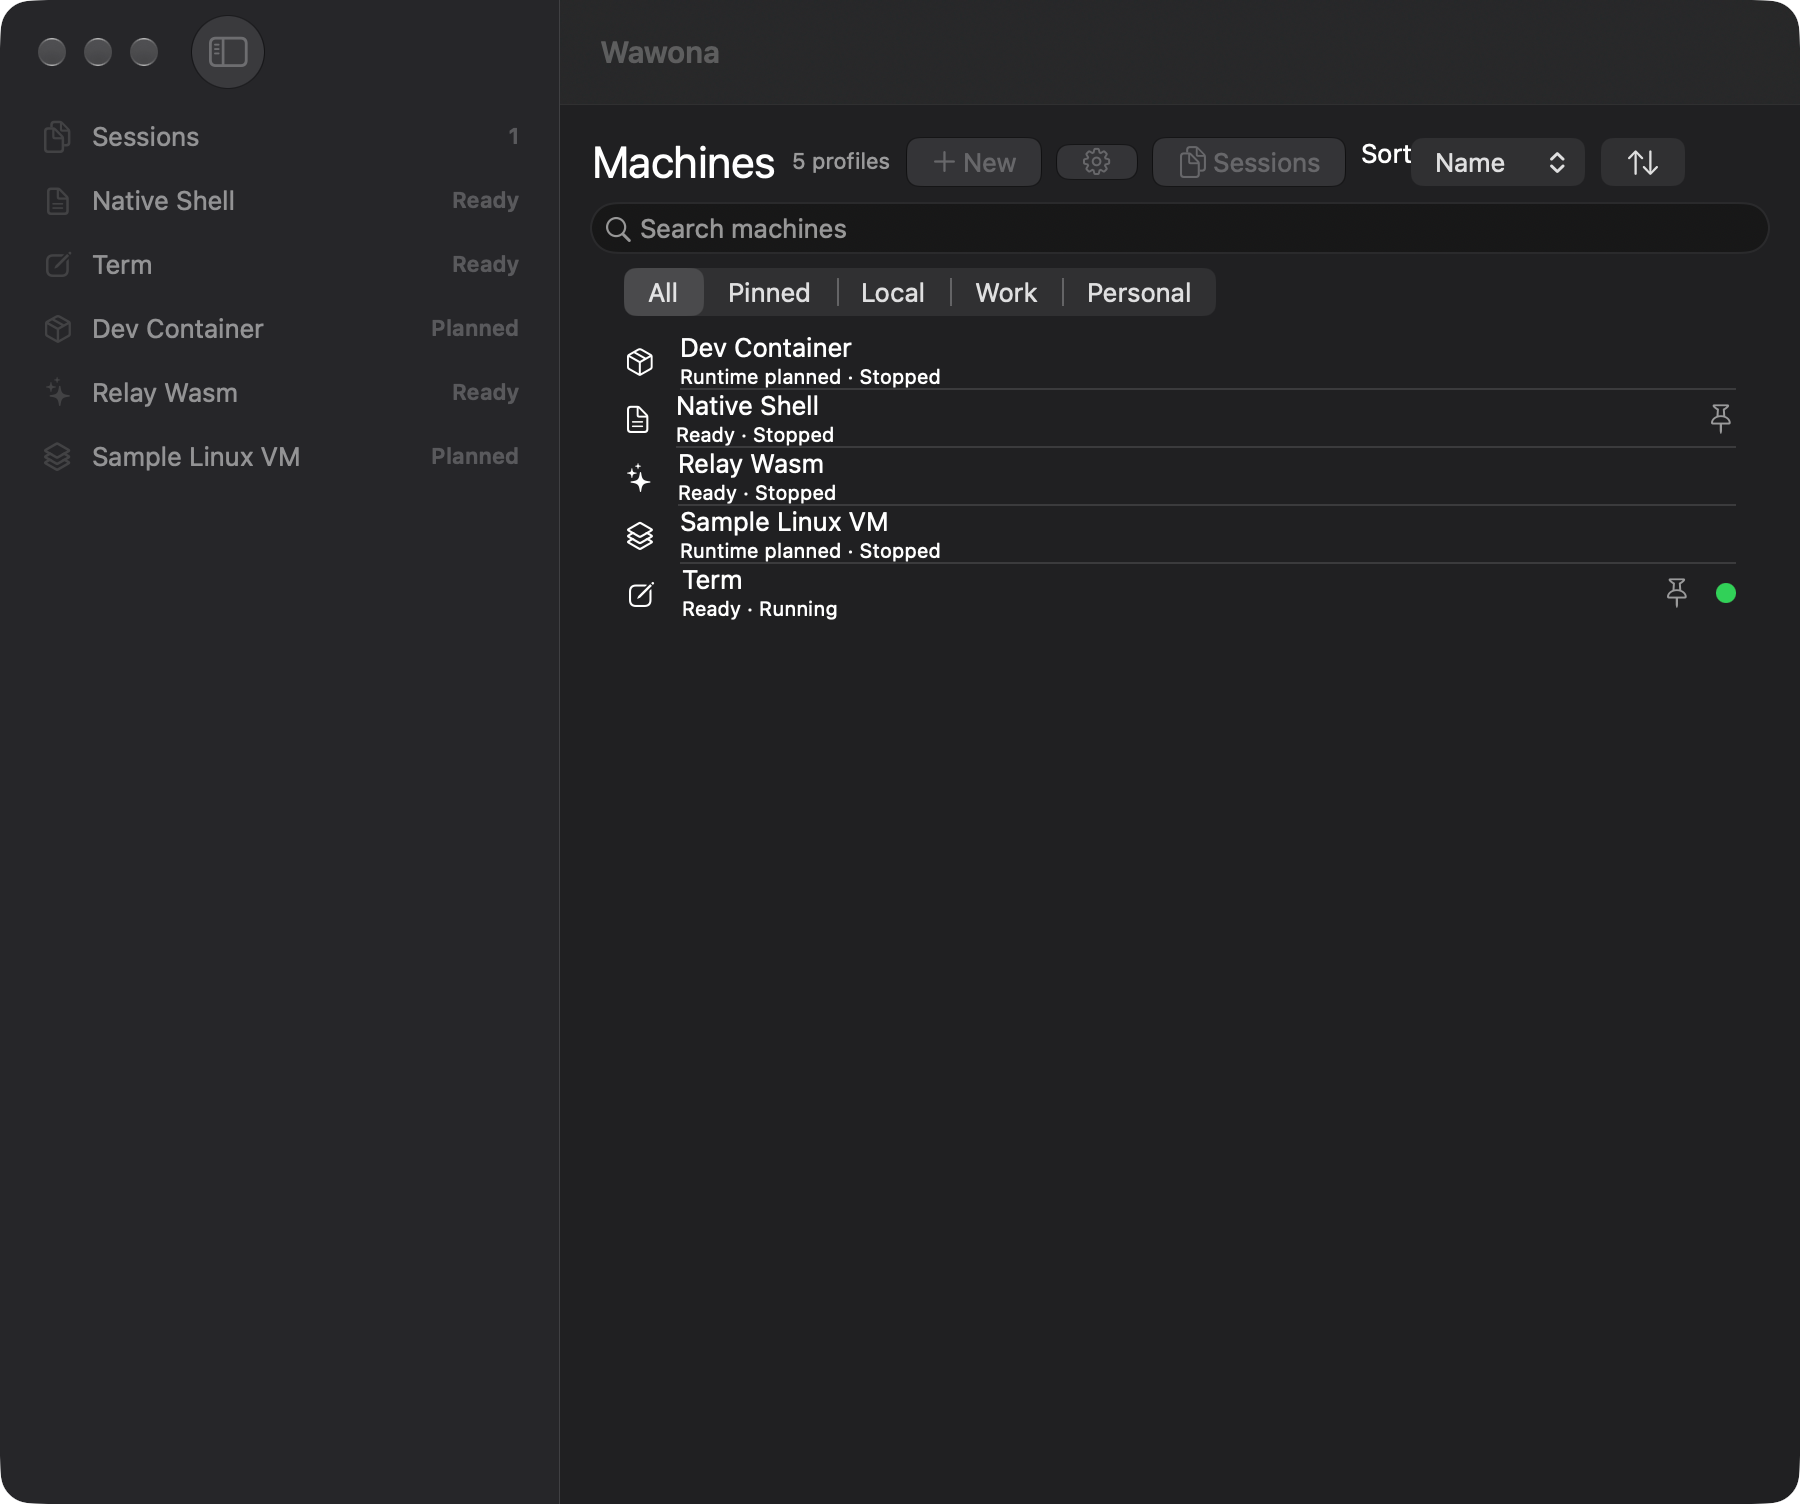 Wawona
Sessions 1
Native Shell Ready
Term Ready
Dev Container Planned
Relay Wasm Ready
Sample Linux VM Planned
Machines 5 profiles New Sessions Sort Name
Search machines
All Pinned Local Work Personal
Dev Container
Runtime planned · Stopped
Native Shell
Ready · Stopped
Relay Wasm
Ready · Stopped
Sample Linux VM
Runtime planned · Stopped
Term
Ready · Running